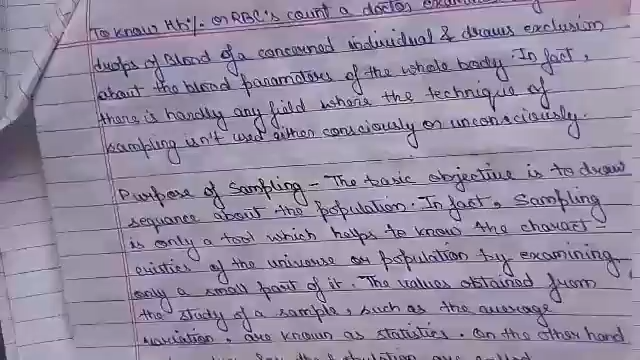 To know Hb% or RBC's count a doctor examines
drops of Blood of a concerned individual & draws exclusion
about the blood parameters of the whole body. In fact,
there is hardly any field where the technique of
sampling isn't used either consciously or unconsciously.
Purpose of Sampling - The basic objective is to draw
sequance about the population. In fact, Sampling
is only a tool which helps to know the charact-
eristics of the universe or population by examining
only a small part of it. The values obtained from
the study of a sample, such as the average
variation, are known as statistics. On the other hand
are called